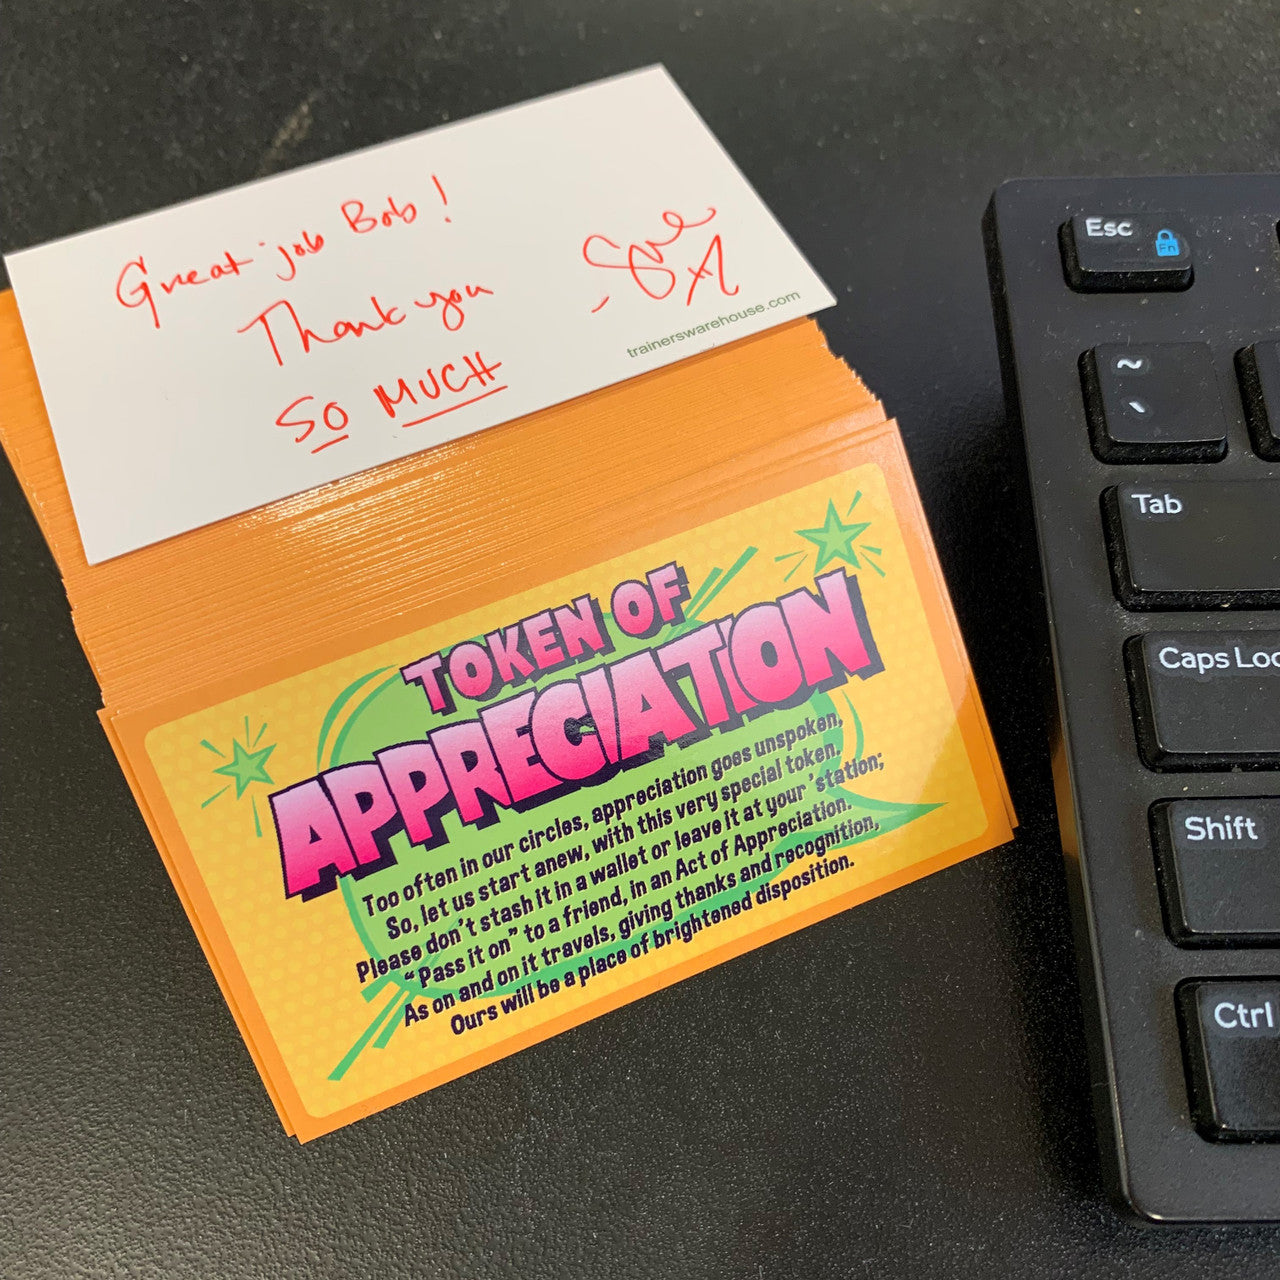 Great job Bob!
Thank you
SO MUCH
- Sue
trainerswarehouse.com
TOKEN OF
APPRECIATION
Too often in our circles, appreciation goes unspoken,
So, let us start anew, with this very special token.
Please don't stash it in a wallet or leave it at your 'station;
"Pass it on" to a friend, in an Act of Appreciation.
As on and on it travels, giving thanks and recognition,
Ours will be a place of brightened disposition.
Esc
Fn
~
`
Tab
Caps Loc
Shift
Ctrl